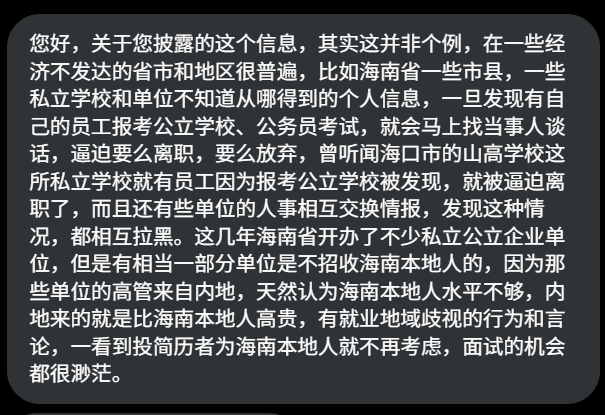 您好，关于您披露的这个信息，其实这并非个例，在一些经
济不发达的省市和地区很普遍，比如海南省一些市县，一些
私立学校和单位不知道从哪得到的个人信息，一旦发现有自
己的员工报考公立学校、公务员考试，就会马上找当事人谈
话，逼迫要么离职，要么放弃，曾听闻海口市的山高学校这
所私立学校就有员工因为报考公立学校被发现，就被逼迫离
职了，而且还有些单位的人事相互交换情报，发现这种情
况，都相互拉黑。这几年海南省开办了不少私立公立企业单
位，但是有相当一部分单位是不招收海南本地人的，因为那
些单位的高管来自内地，天然认为海南本地人水平不够，内
地来的就是比海南本地人高贵，有就业地域歧视的行为和言
论，一看到投简历者为海南本地人就不再考虑，面试的机会
都很渺茫。